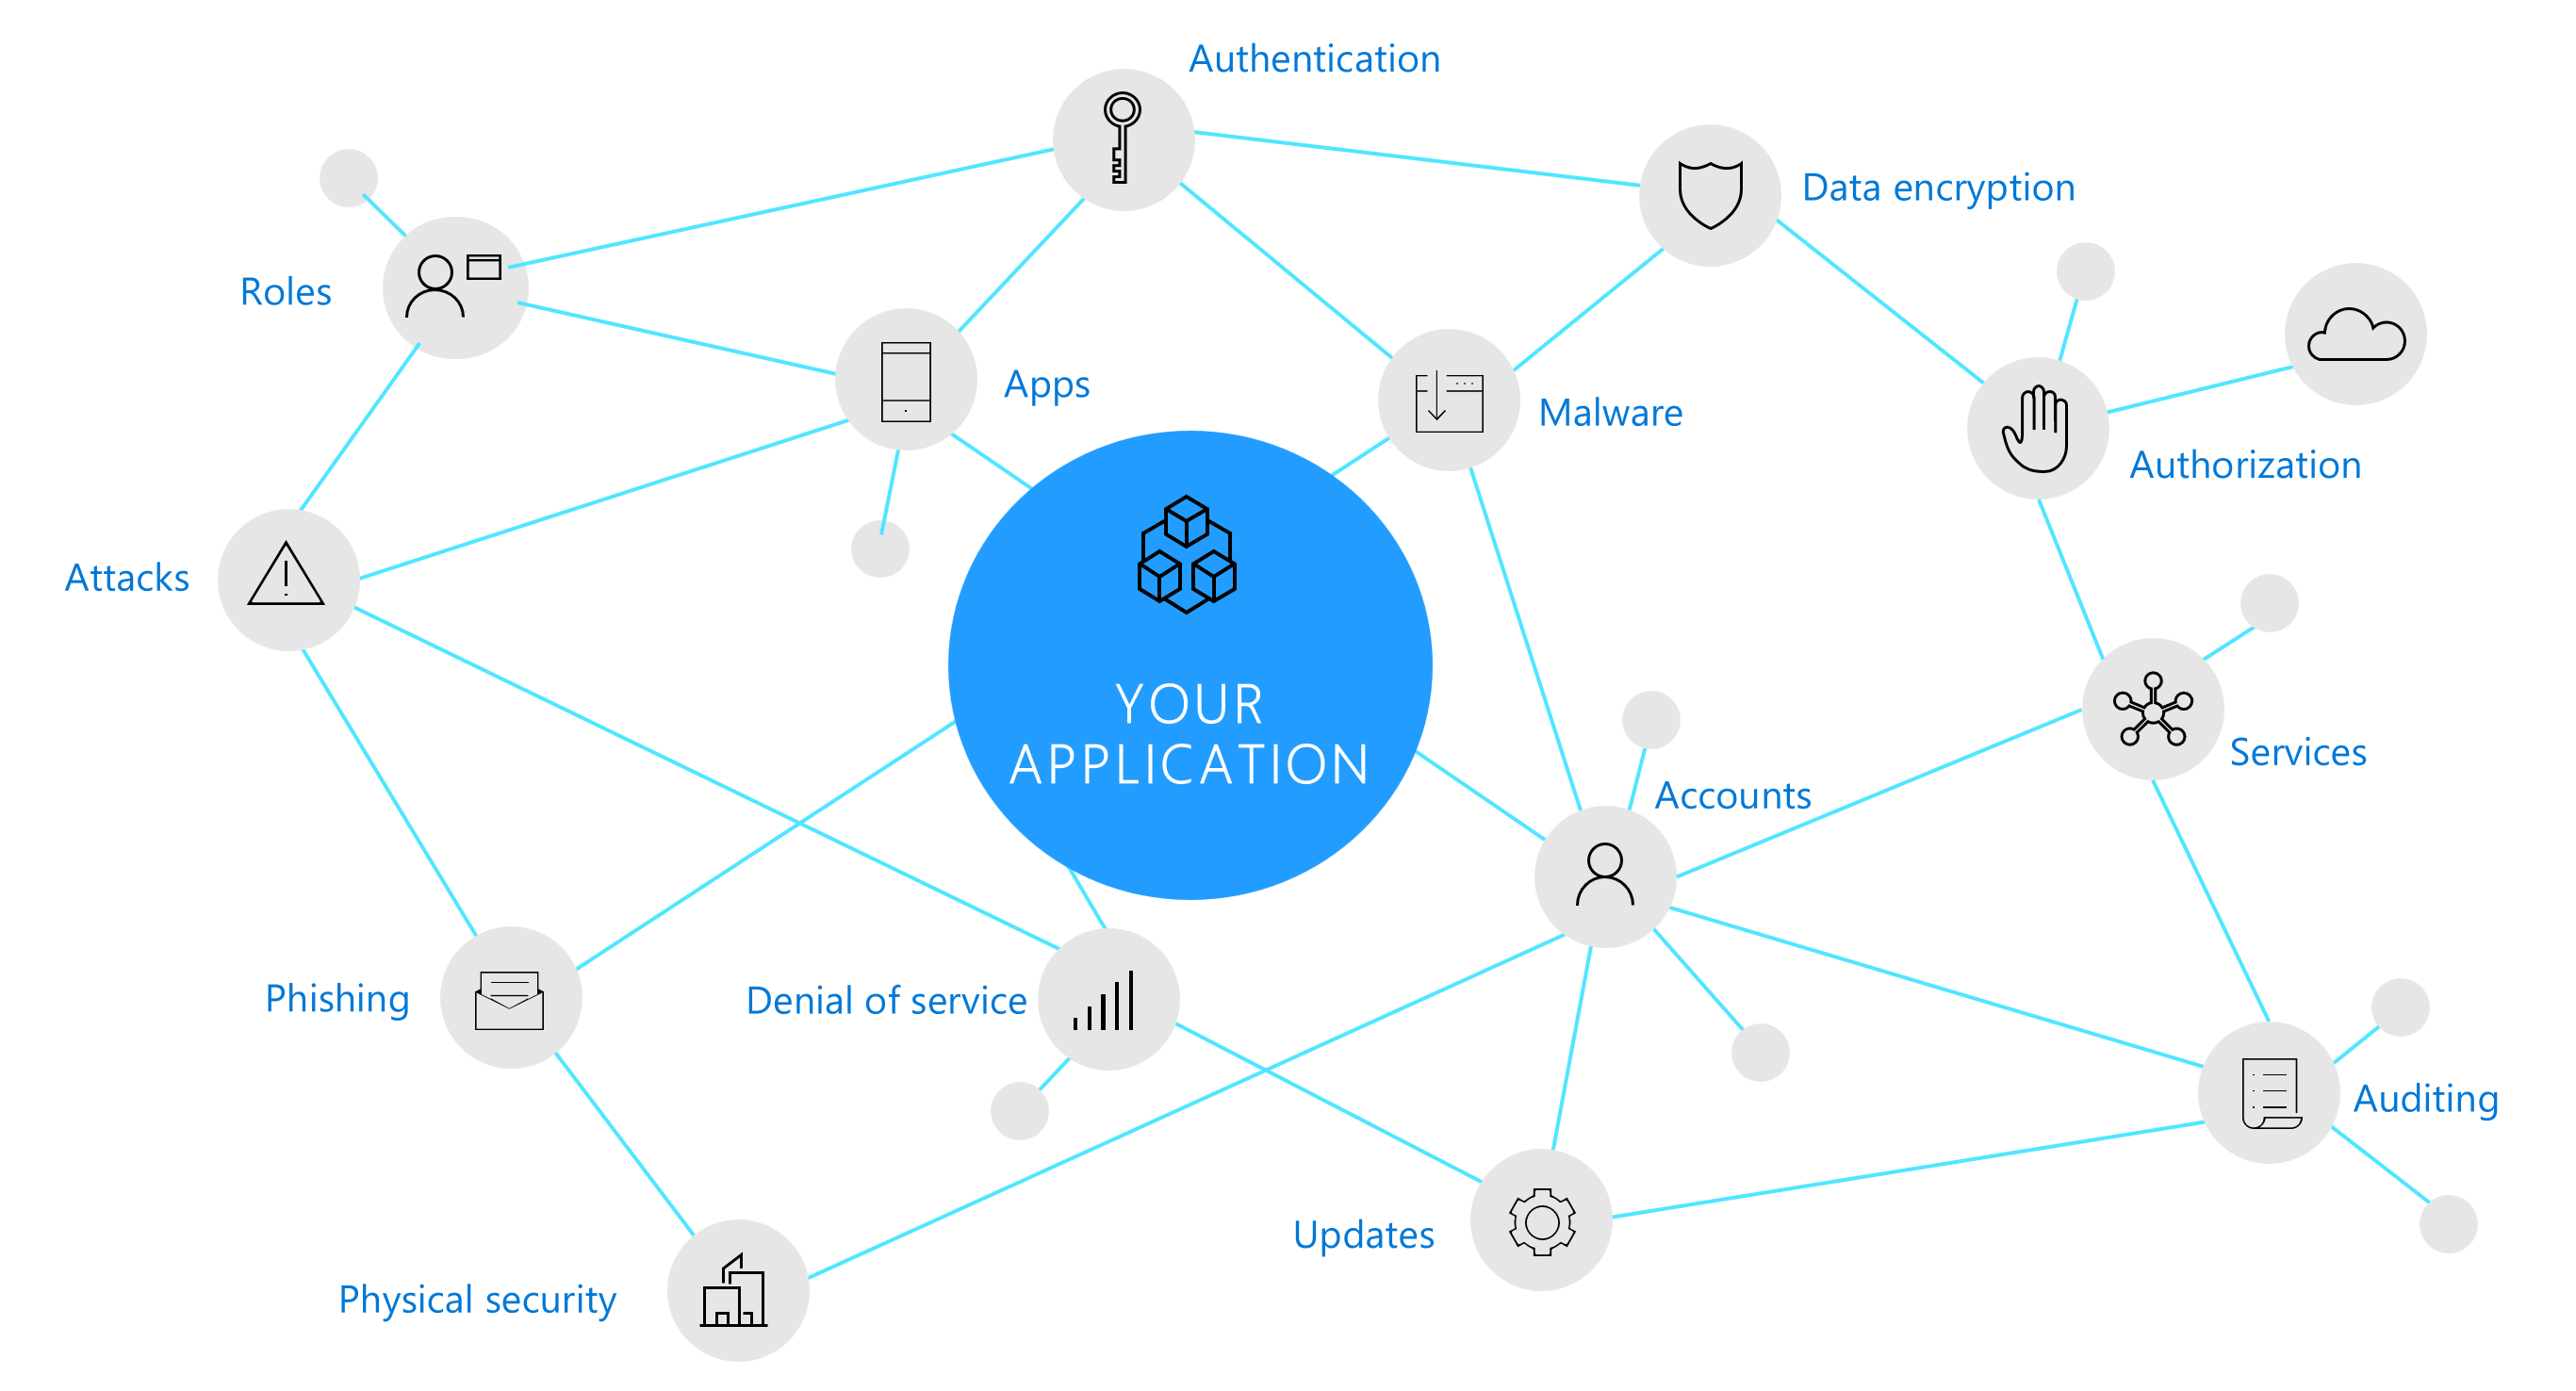 Authentication
Data encryption
Roles
Apps
Malware
Authorization
Attacks
YOUR
APPLICATION
Services
Accounts
Phishing
Denial of service
Auditing
Updates
Physical security